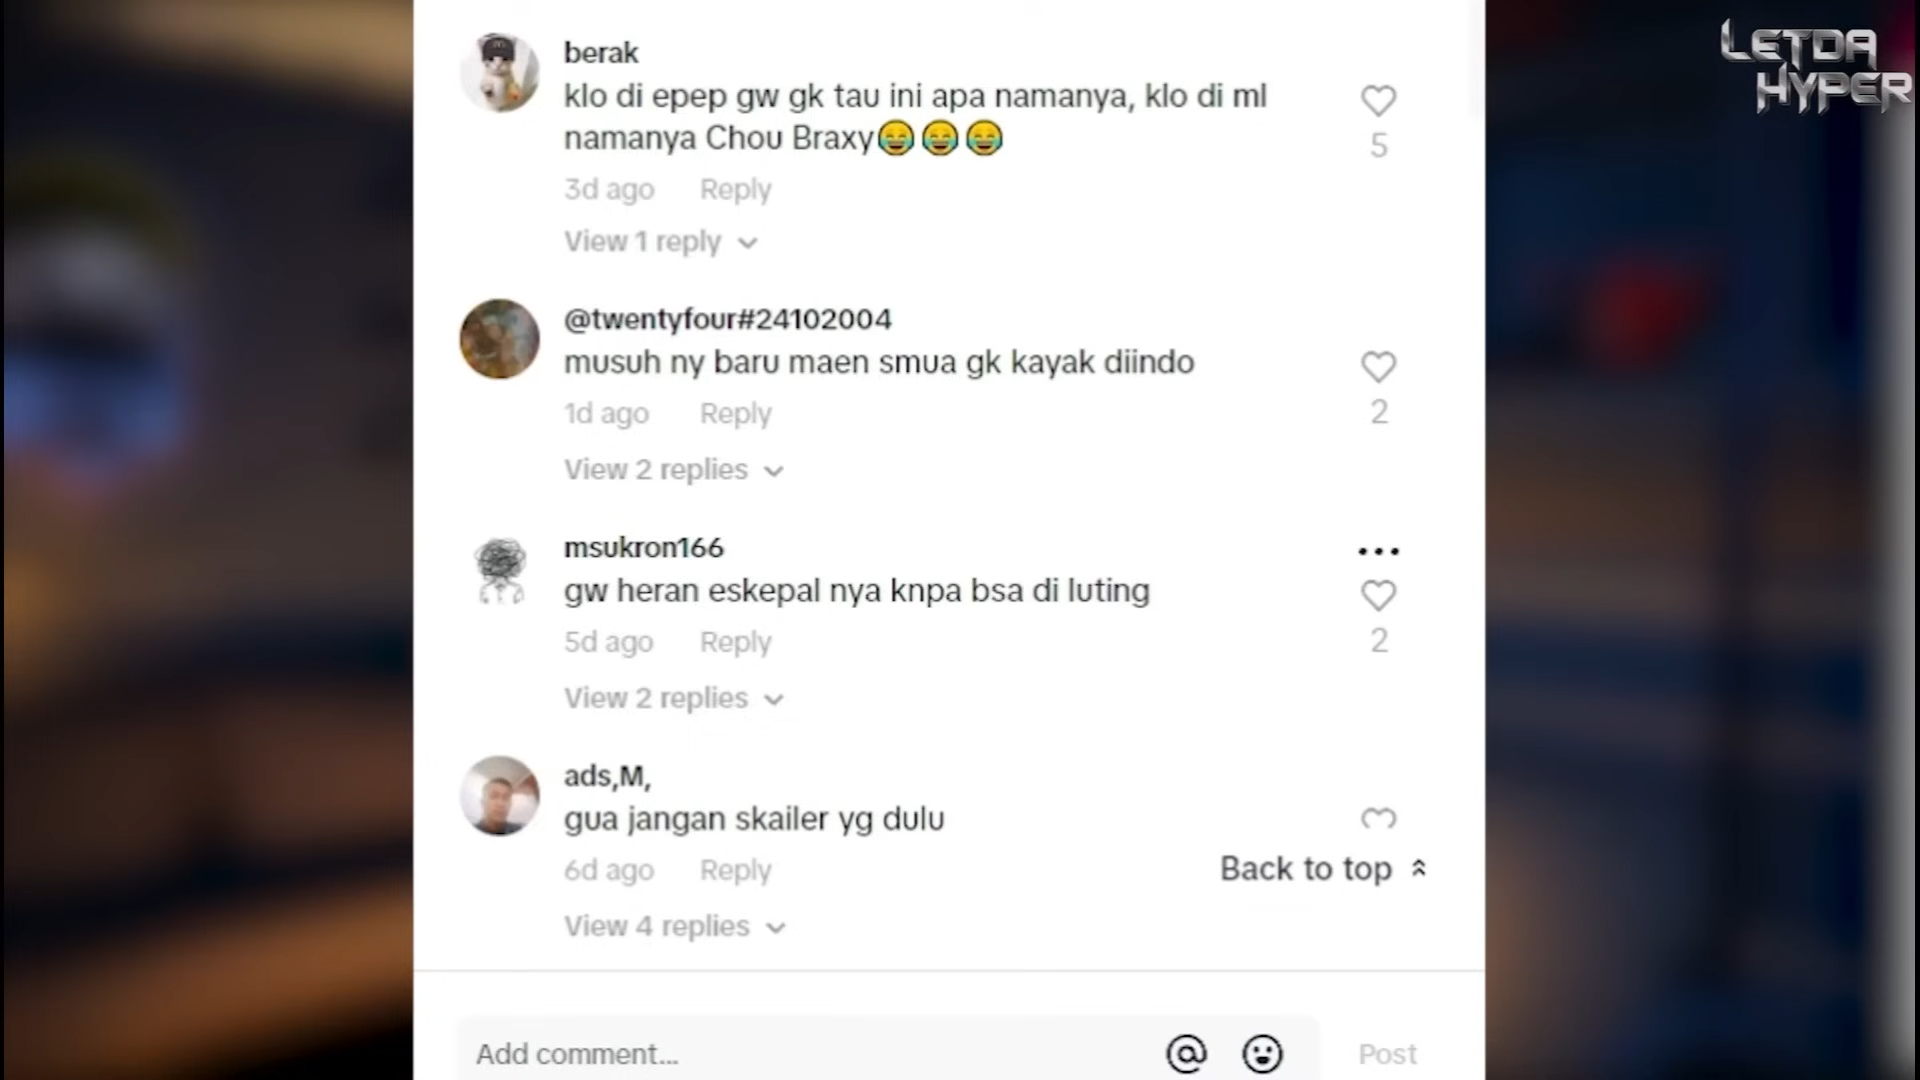 LETDA
HYPER
berak
klo di epep gw gk tau ini apa namanya, klo di ml
namanya Chou Braxy😂😂😂
5
3d ago Reply
View 1 reply
@twentyfour#24102004
musuh ny baru maen smua gk kayak diindo
2
1d ago Reply
View 2 replies
msukron166
gw heran eskepal nya knpa bsa di luting
2
5d ago Reply
View 2 replies
ads,M,
gua jangan skailer yg dulu
6d ago Reply
Back to top
View 4 replies
Add comment...
Post